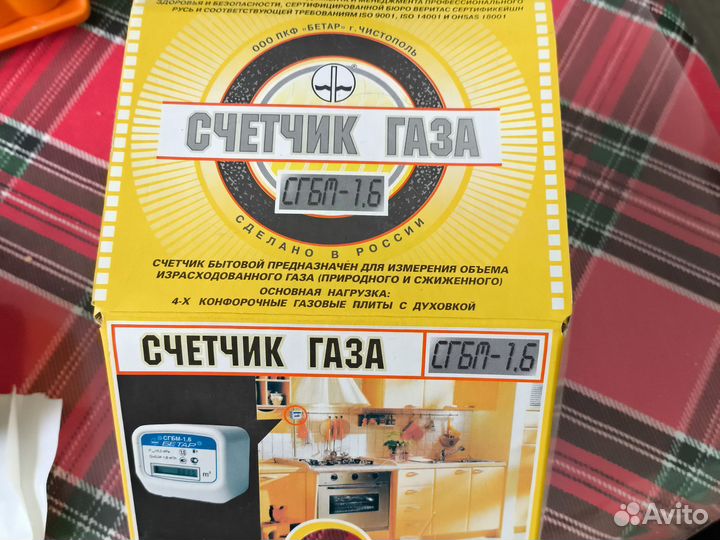 ЗДОРОВЬЯ И БЕЗОПАСНОСТИ, СЕРТИФИЦИРОВАННОЙ БЮРО ВЕРИТАС СЕРТИФИКЕЙШН
РУСЬ И СООТВЕТСТВУЮЩЕЙ ТРЕБОВАНИЯМ ISO 9001, ISO 14001 И OHSAS 18001
ООО ПКФ "БЕТАР" г. ЧИСТОПОЛЬ
СЧЕТЧИК ГАЗА
СГБМ-1.6
СДЕЛАНО В РОССИИ
СЧЕТЧИК БЫТОВОЙ ПРЕДНАЗНАЧЕН ДЛЯ ИЗМЕРЕНИЯ ОБЪЕМА
ИЗРАСХОДОВАННОГО ГАЗА (ПРИРОДНОГО И СЖИЖЕННОГО)
ОСНОВНАЯ НАГРУЗКА:
4-Х КОНФОРОЧНЫЕ ГАЗОВЫЕ ПЛИТЫ С ДУХОВКОЙ
СЧЕТЧИК ГАЗА СГБМ-1.6
СГБМ-1.6
БЕТАР
m³
Avito